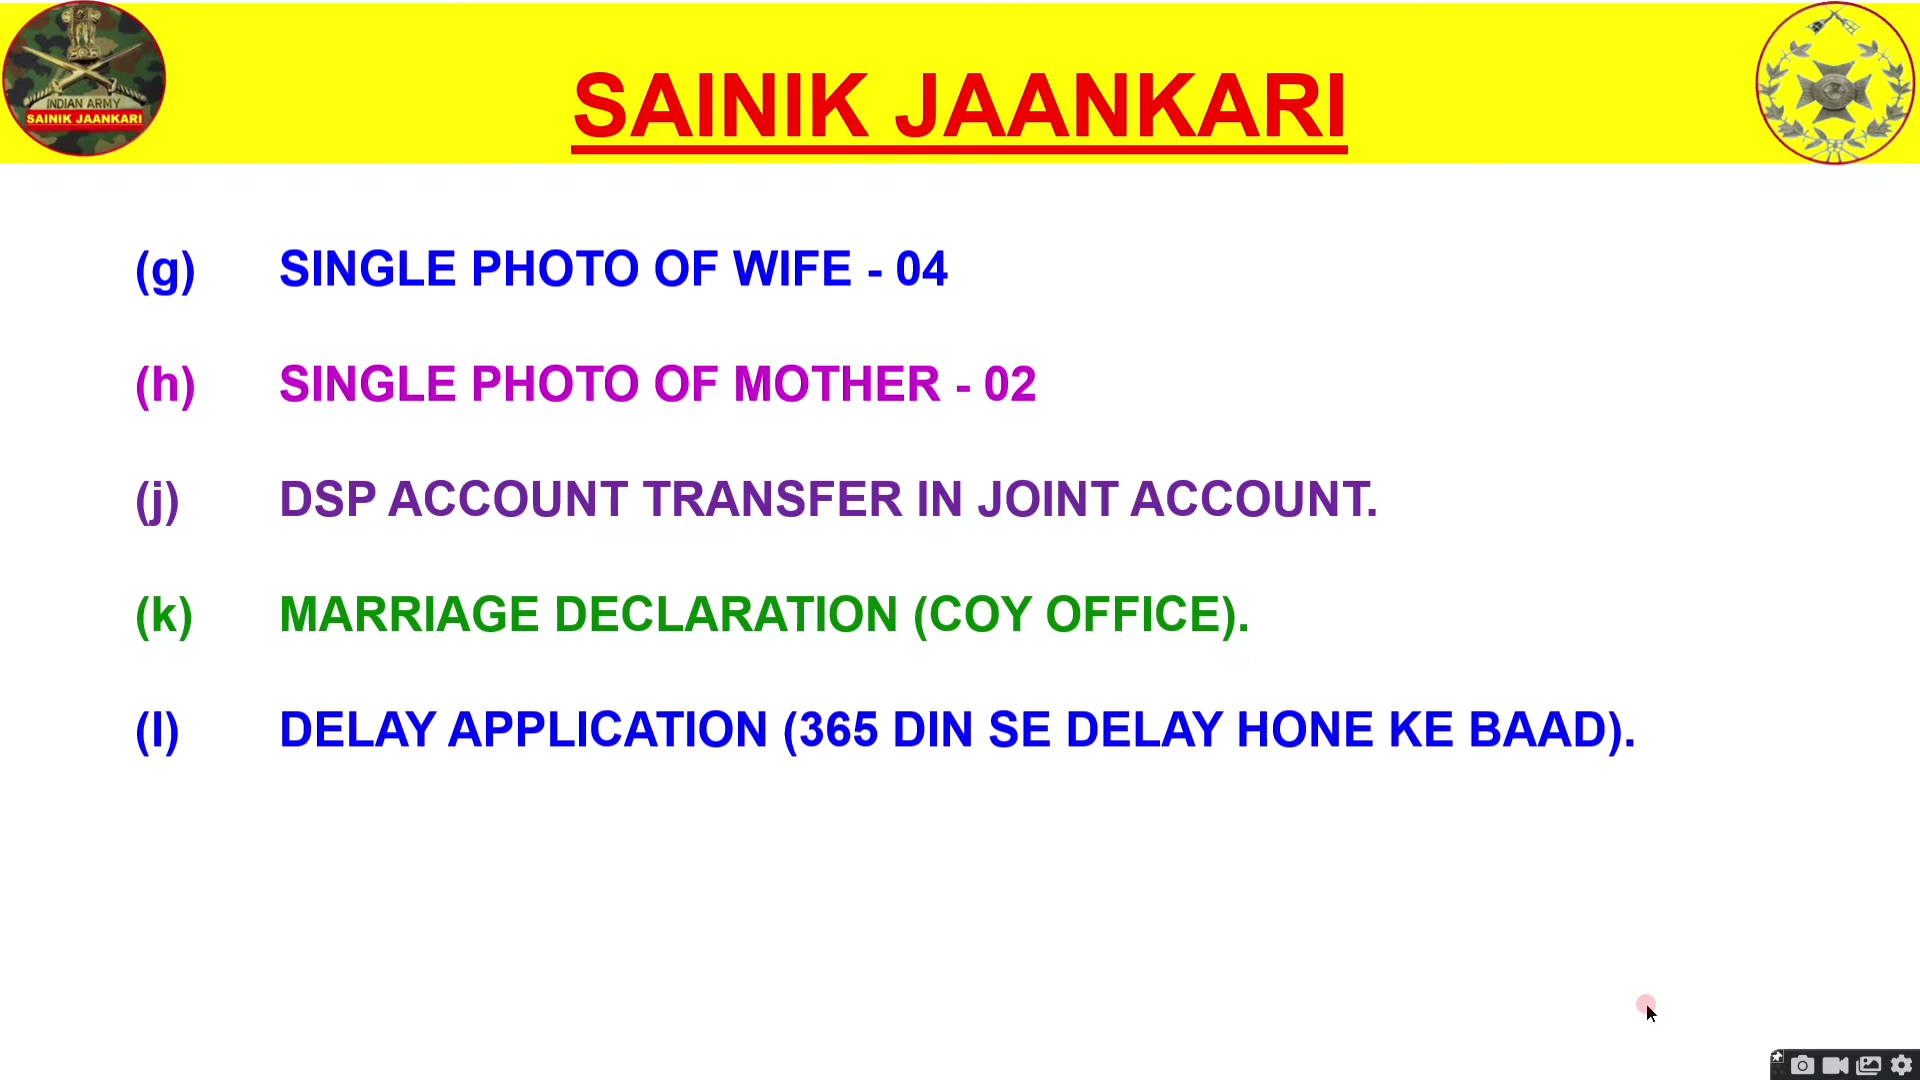 SAINIK JAANKARI
INDIAN ARMY
SAINIK JAANKARI
(g) SINGLE PHOTO OF WIFE - 04
(h) SINGLE PHOTO OF MOTHER - 02
(j) DSP ACCOUNT TRANSFER IN JOINT ACCOUNT.
(k) MARRIAGE DECLARATION (COY OFFICE).
(l) DELAY APPLICATION (365 DIN SE DELAY HONE KE BAAD).